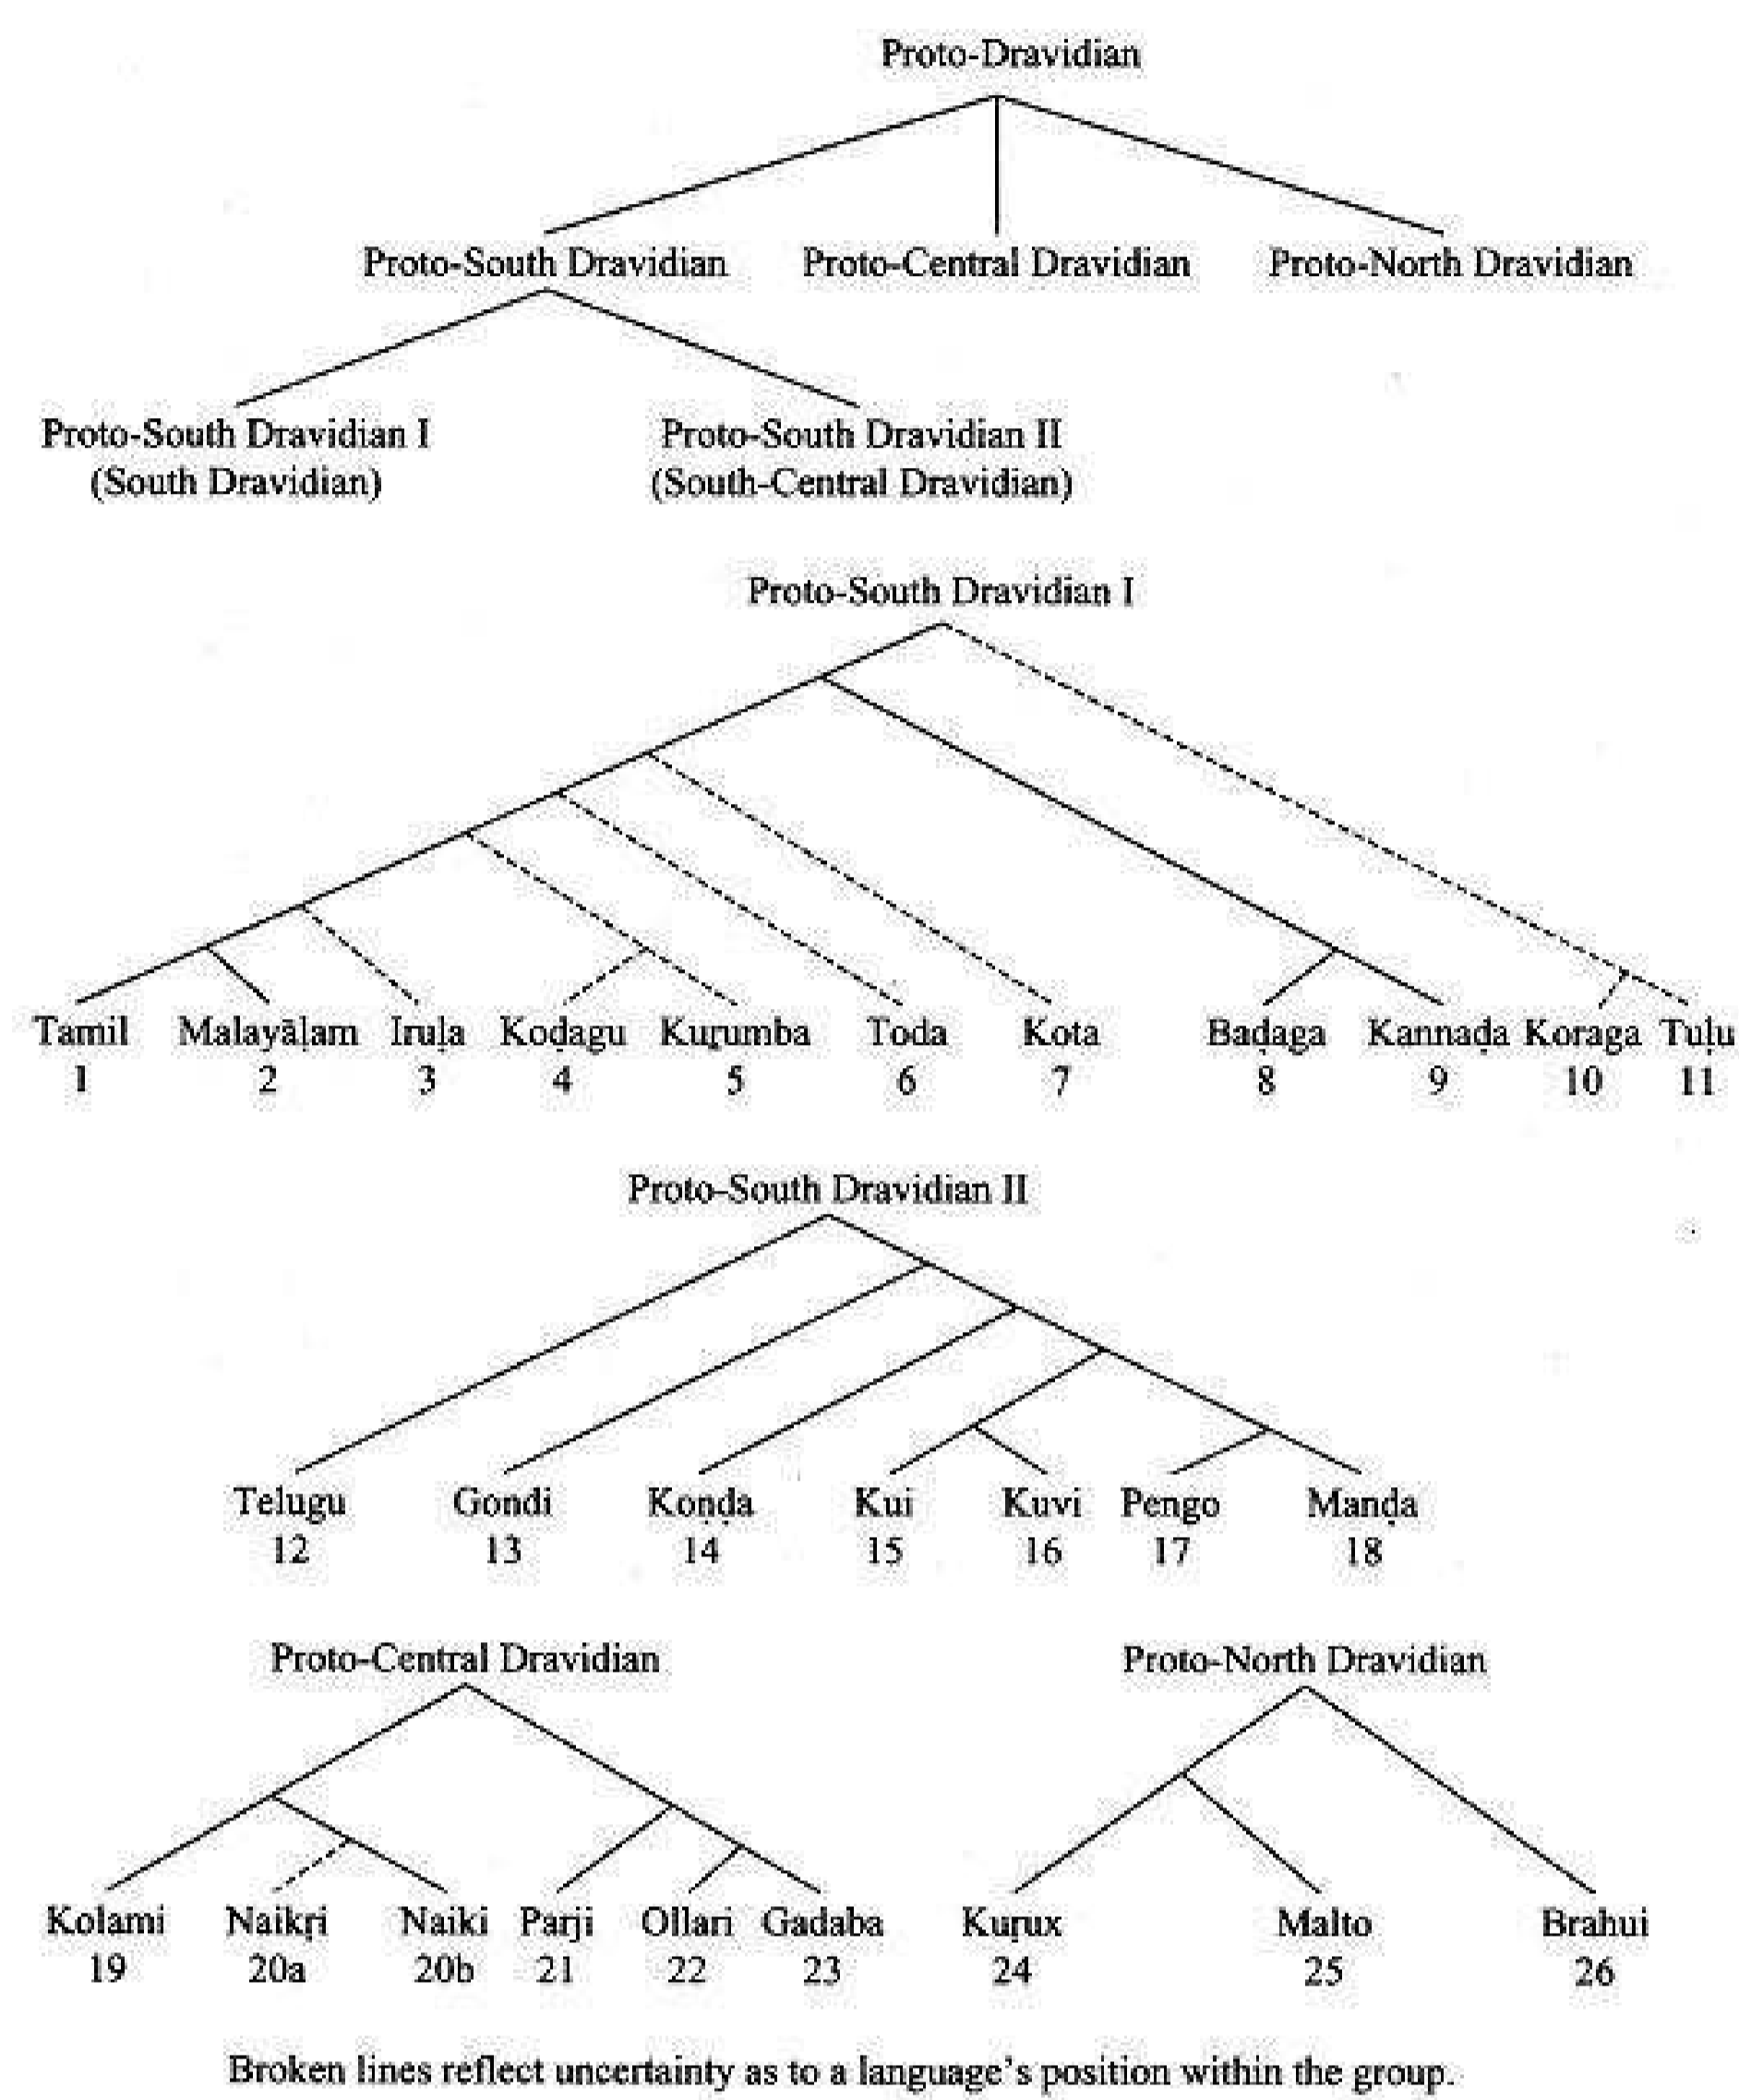 Proto-Dravidian
Proto-South Dravidian Proto-Central Dravidian Proto-North Dravidian
Proto-South Dravidian I Proto-South Dravidian II
(South Dravidian) (South-Central Dravidian)
Proto-South Dravidian I
Tamil Malayāḷam Iruḷa Koḍagu Kuṟumba Toda Kota Baḍaga Kannaḍa Koraga Tuḷu
1 2 3 4 5 6 7 8 9 10 11
Proto-South Dravidian II
Telugu Gondi Koṇḍa Kui Kuvi Pengo Manḍa
12 13 14 15 16 17 18
Proto-Central Dravidian Proto-North Dravidian
Kolami Naikṛi Naiki Parji Ollari Gadaba Kuṛux Malto Brahui
19 20a 20b 21 22 23 24 25 26
Broken lines reflect uncertainty as to a language's position within the group.